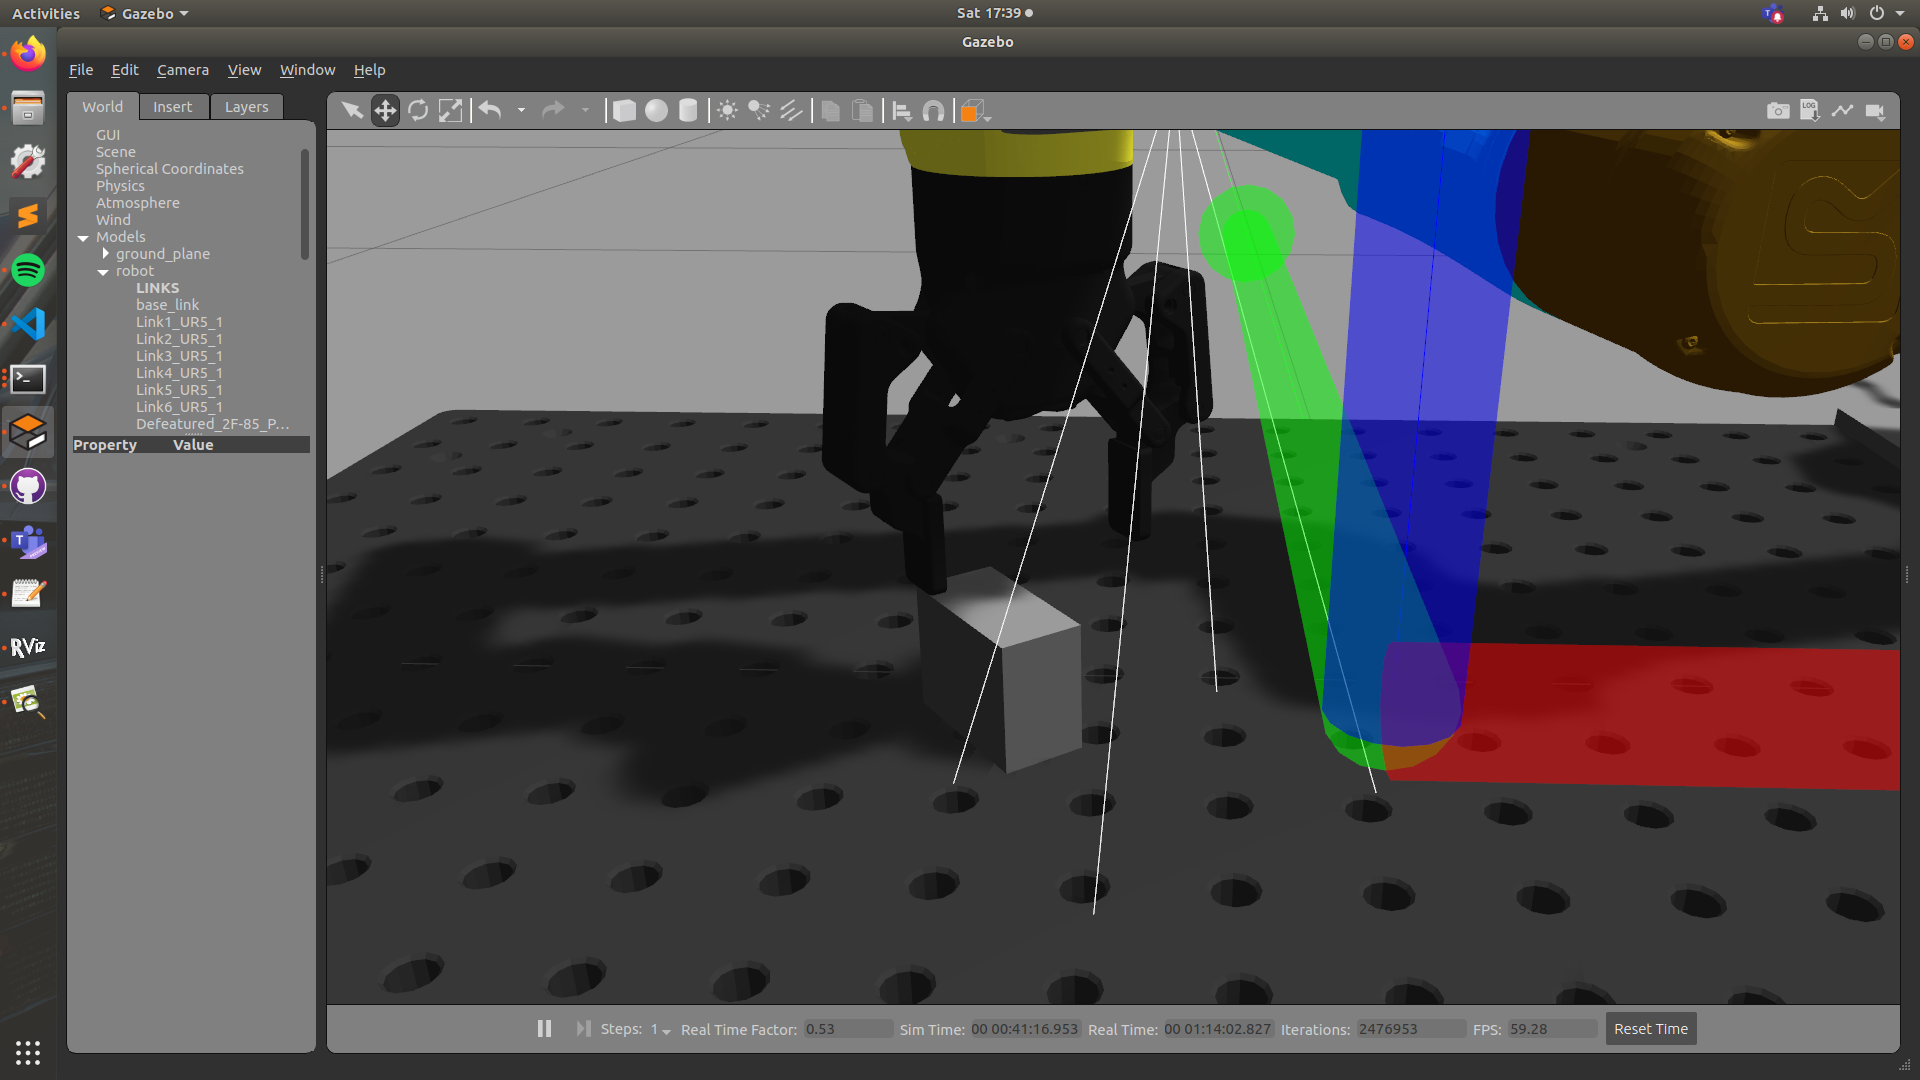 Activities
Gazebo
Sat 17:39
Gazebo
File Edit Camera View Window Help
World Insert Layers
GUI
Scene
Spherical Coordinates
Physics
Atmosphere
Wind
Models
ground_plane
robot
LINKS
base_link
Link1_UR5_1
Link2_UR5_1
Link3_UR5_1
Link4_UR5_1
Link5_UR5_1
Link6_UR5_1
Defeatured_2F-85_P...
Property Value
LOG
RViz
Steps: 1 Real Time Factor: 0.53 Sim Time: 00 00:41:16.953 Real Time: 00 01:14:02.827 Iterations: 2476953 FPS: 59.28 Reset Time